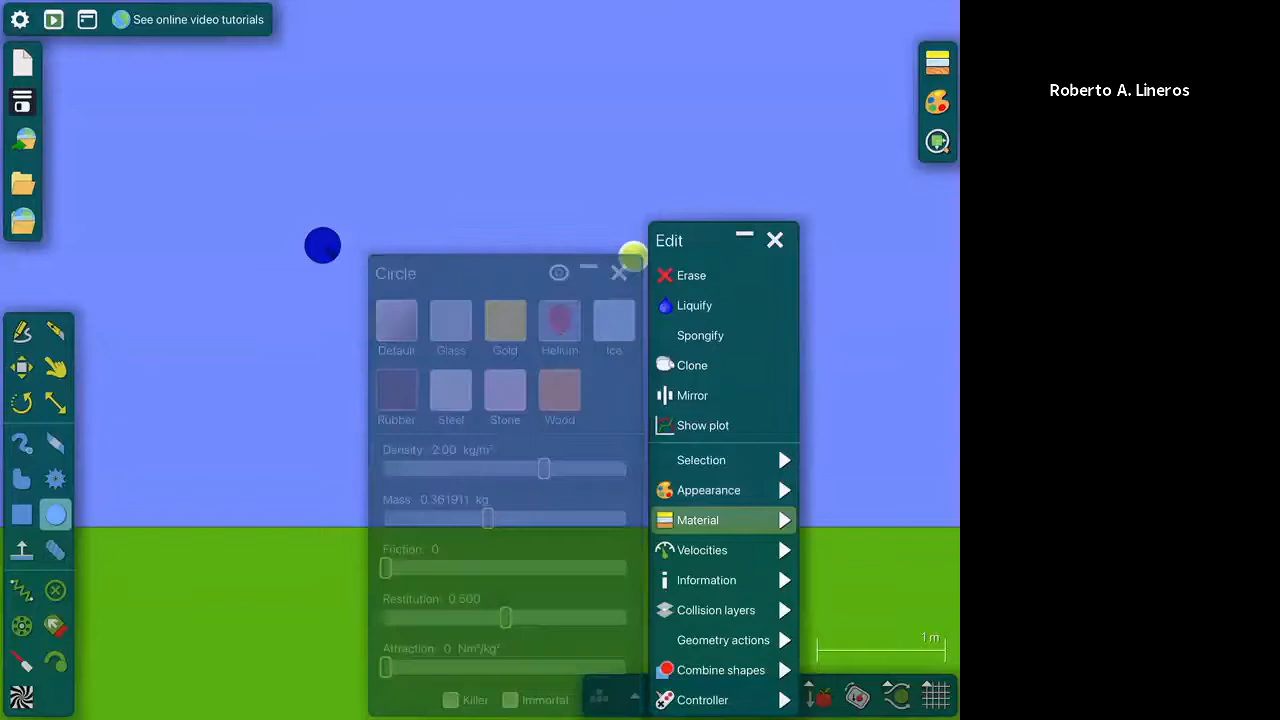 See online video tutorials
Roberto A. Lineros
Edit
Erase
Liquify
Spongify
Clone
Mirror
Show plot
Selection
Appearance
Material
Velocities
Information
Collision layers
Geometry actions
Combine shapes
Controller
Circle
Default
Glass
Gold
Helium
Ice
Rubber
Steel
Stone
Wood
Density: 2.00 kg/m²
Mass: 0.361911 kg
Friction: 0
Restitution: 0.500
Attraction: 0 Nm²/kg²
Killer
Immortal
1 m